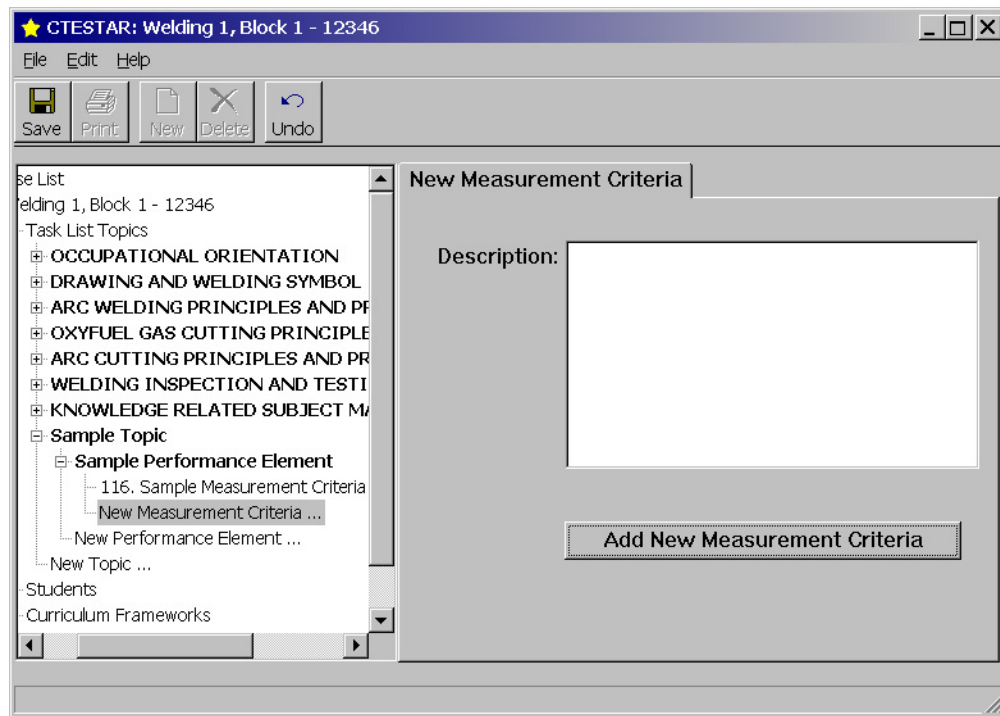 CTESTAR: Welding 1, Block 1 - 12346
File Edit Help
Save Print New Delete Undo
se List
elding 1, Block 1 - 12346
Task List Topics
OCCUPATIONAL ORIENTATION
DRAWING AND WELDING SYMBOL
ARC WELDING PRINCIPLES AND PR
OXYFUEL GAS CUTTING PRINCIPLE
ARC CUTTING PRINCIPLES AND PR
WELDING INSPECTION AND TESTI
KNOWLEDGE RELATED SUBJECT MA
Sample Topic
Sample Performance Element
116. Sample Measurement Criteria
New Measurement Criteria ...
New Performance Element ...
New Topic ...
Students
Curriculum Frameworks
New Measurement Criteria
Description:
Add New Measurement Criteria